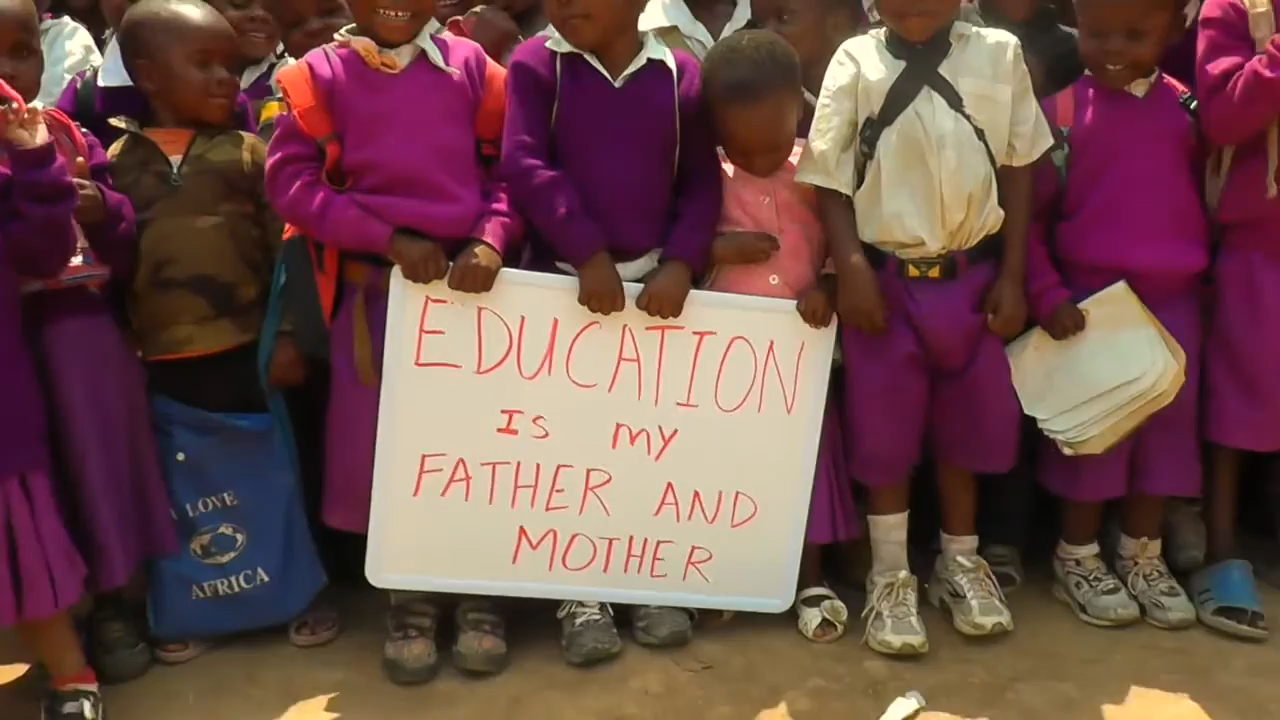 EDUCATION
IS MY
FATHER AND
MOTHER
I LOVE
AFRICA